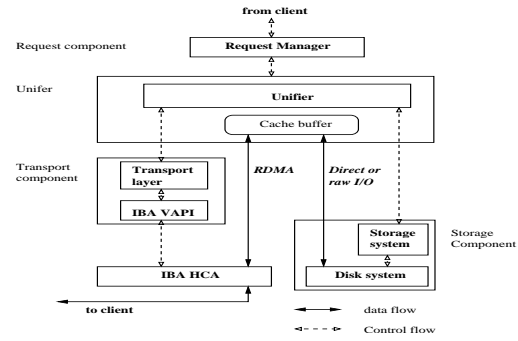 from client
Request component
Request Manager
Unifer
Unifier
Cache buffer
Transport
component
Transport
layer
RDMA
Direct or
raw I/O
IBA VAPI
Storage
system
Storage
Component
IBA HCA
Disk system
to client
data flow
Control flow